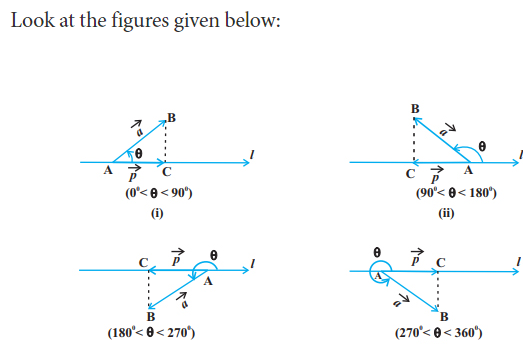 Look at the figures given below:
B
a
θ
A
p
C
l
(0°< θ < 90°)
(i)
B
a
θ
C
p
A
l
(90°< θ < 180°)
(ii)
C
p
θ
l
A
a
B
(180°< θ < 270°)
θ
p
C
l
A
a
B
(270°< θ < 360°)